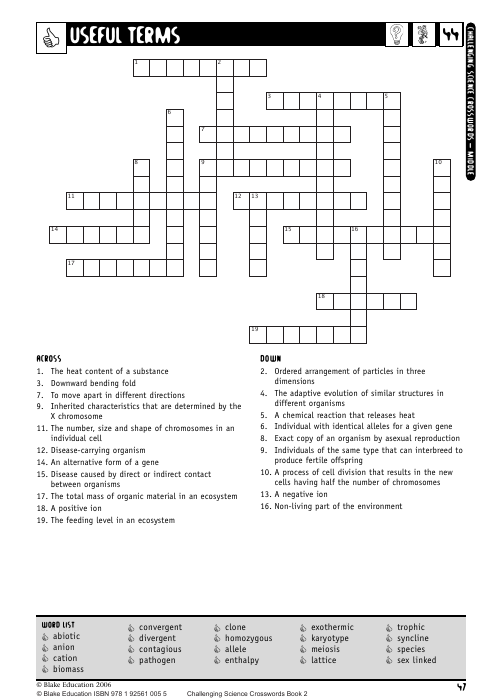 USEFUL TERMS
44
CHALLENGING SCIENCE CROSSWORDS – MIDDLE
1
2
3
4
5
6
7
8
9
10
11
12
13
14
15
16
17
18
19
ACROSS
1. The heat content of a substance
3. Downward bending fold
7. To move apart in different directions
9. Inherited characteristics that are determined by the
X chromosome
11. The number, size and shape of chromosomes in an
individual cell
12. Disease-carrying organism
14. An alternative form of a gene
15. Disease caused by direct or indirect contact
between organisms
17. The total mass of organic material in an ecosystem
18. A positive ion
19. The feeding level in an ecosystem
DOWN
2. Ordered arrangement of particles in three
dimensions
4. The adaptive evolution of similar structures in
different organisms
5. A chemical reaction that releases heat
6. Individual with identical alleles for a given gene
8. Exact copy of an organism by asexual reproduction
9. Individuals of the same type that can interbreed to
produce fertile offspring
10. A process of cell division that results in the new
cells having half the number of chromosomes
13. A negative ion
16. Non-living part of the environment
WORD LIST
abiotic
anion
cation
biomass
convergent
divergent
contagious
pathogen
clone
homozygous
allele
enthalpy
exothermic
karyotype
meiosis
lattice
trophic
syncline
species
sex linked
© Blake Education 2006
47
© Blake Education ISBN 978 1 92561 005 5 Challenging Science Crosswords Book 2